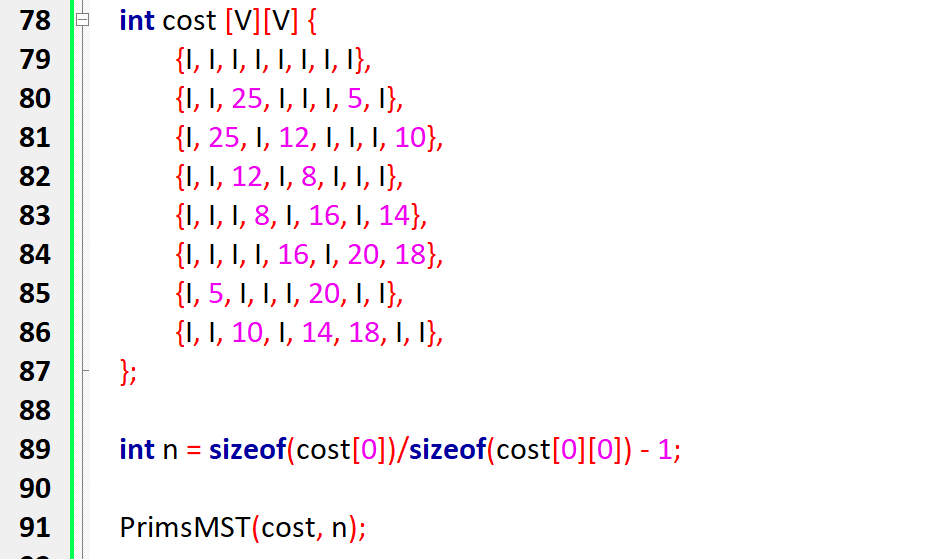 78 int cost [V][V] {
79 {I, I, I, I, I, I, I, I},
80 {I, I, 25, I, I, I, 5, I},
81 {I, 25, I, 12, I, I, I, 10},
82 {I, I, 12, I, 8, I, I, I},
83 {I, I, I, 8, I, 16, I, 14},
84 {I, I, I, I, 16, I, 20, 18},
85 {I, 5, I, I, I, 20, I, I},
86 {I, I, 10, I, 14, 18, I, I},
87 };
88
89 int n = sizeof(cost[0])/sizeof(cost[0][0]) - 1;
90
91 PrimsMST(cost, n);